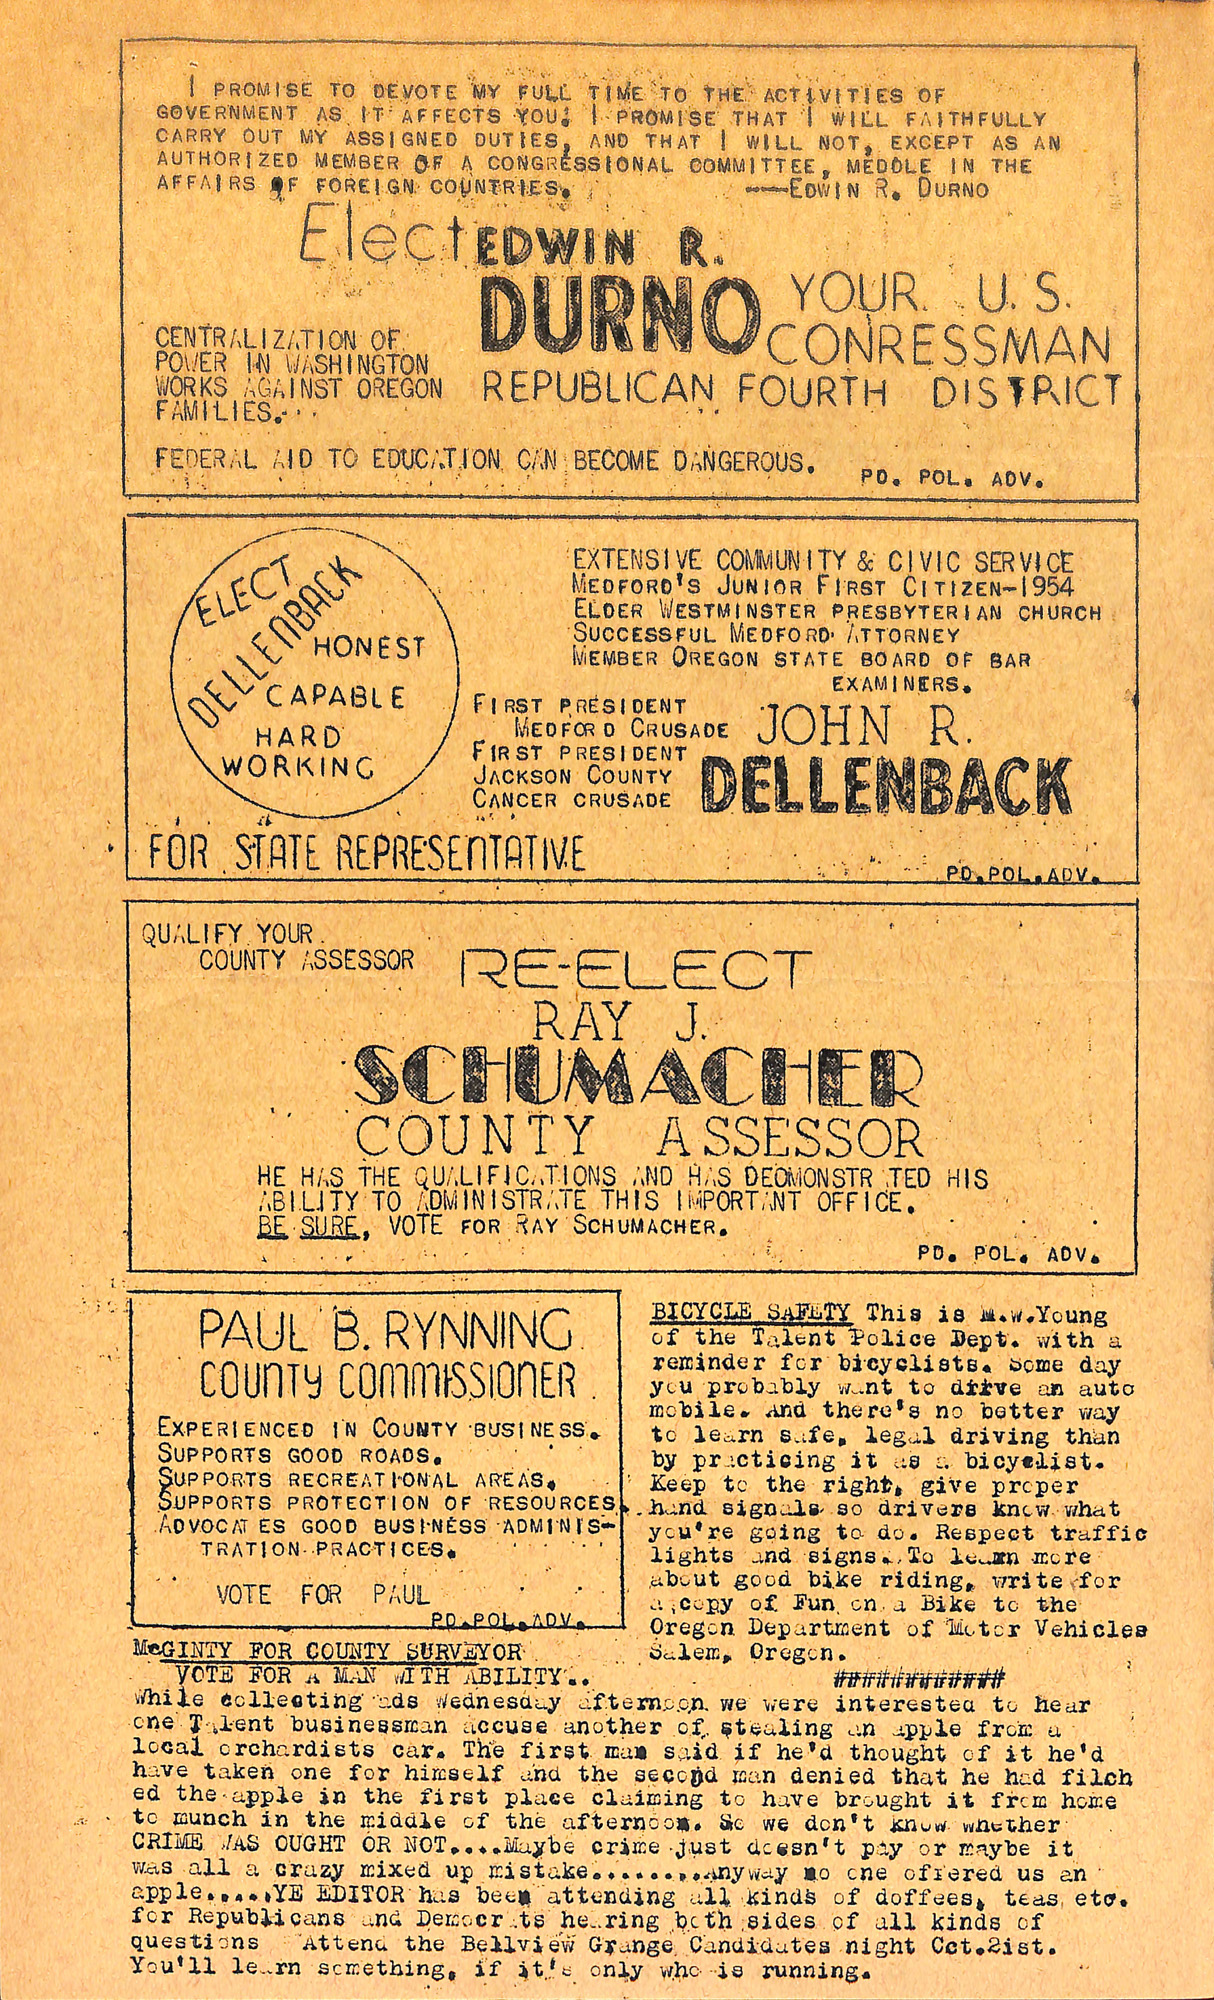 I PROMISE TO DEVOTE MY FULL TIME TO THE ACTIVITIES OF
GOVERNMENT AS IT AFFECTS YOU; I PROMISE THAT I WILL FAITHFULLY
CARRY OUT MY ASSIGNED DUTIES, AND THAT I WILL NOT, EXCEPT AS AN
AUTHORIZED MEMBER OF A CONGRESSIONAL COMMITTEE, MEDDLE IN THE
AFFAIRS OF FOREIGN COUNTRIES. ——EDWIN R. DURNO
Elect EDWIN R.
DURNO
YOUR U.S.
CONRESSMAN
REPUBLICAN FOURTH DISTRICT
CENTRALIZATION OF
POWER IN WASHINGTON
WORKS AGAINST OREGON
FAMILIES...
FEDERAL AID TO EDUCATION CAN BECOME DANGEROUS.
PD. POL. ADV.
ELECT
DELLENBACK
HONEST
CAPABLE
HARD
WORKING
EXTENSIVE COMMUNITY & CIVIC SERVICE
MEDFORD'S JUNIOR FIRST CITIZEN-1954
ELDER WESTMINSTER PRESBYTERIAN CHURCH
SUCCESSFUL MEDFORD ATTORNEY
MEMBER OREGON STATE BOARD OF BAR
EXAMINERS.
FIRST PRESIDENT
MEDFORD CRUSADE
FIRST PRESIDENT
JACKSON COUNTY
CANCER CRUSADE
JOHN R.
DELLENBACK
FOR STATE REPRESENTATIVE
PD.POL.ADV.
QUALIFY YOUR
COUNTY ASSESSOR
RE-ELECT
RAY J.
SCHUMACHER
COUNTY ASSESSOR
HE HAS THE QUALIFICATIONS AND HAS DEOMONSTRATED HIS
ABILITY TO ADMINISTRATE THIS IMPORTANT OFFICE.
BE SURE, VOTE FOR RAY SCHUMACHER.
PD. POL. ADV.
PAUL B. RYNNING
COUNTY COMMISSIONER
EXPERIENCED IN COUNTY BUSINESS.
SUPPORTS GOOD ROADS.
SUPPORTS RECREATIONAL AREAS.
SUPPORTS PROTECTION OF RESOURCES.
ADVOCATES GOOD BUSINESS ADMINIS-
TRATION PRACTICES.
VOTE FOR PAUL
PD.POL.ADV.
BICYCLE SAFETY This is M.W.Young
of the Talent Police Dept. with a
reminder for bicyclists. Some day
you probably want to drive an auto
mobile. And there's no better way
to learn safe, legal driving than
by practicing it as a bicyclist.
Keep to the right, give proper
hand signals so drivers know what
you're going to do. Respect traffic
lights and signs. To learn more
about good bike riding, write for
a copy of Fun on a Bike to the
Oregon Department of Motor Vehicles
Salem, Oregon.
############
McGINTY FOR COUNTY SURVEYOR
VOTE FOR A MAN WITH ABILITY..
While collecting ads Wednesday afternoon we were interested to hear
one Talent businessman accuse another of stealing an apple from a
local orchardists car. The first man said if he'd thought of it he'd
have taken one for himself and the second man denied that he had filch
ed the apple in the first place claiming to have brought it from home
to munch in the middle of the afternoon. So we don't know whether
CRIME WAS OUGHT OR NOT....Maybe crime just doesn't pay or maybe it
was all a crazy mixed up mistake........Anyway no one offered us an
apple.....YE EDITOR has been attending all kinds of doffees, teas etc.
for Republicans and Democrats hearing both sides of all kinds of
questions Attend the Bellview Grange Candidates night Oct.2ist.
You'll learn something, if it's only who is running.